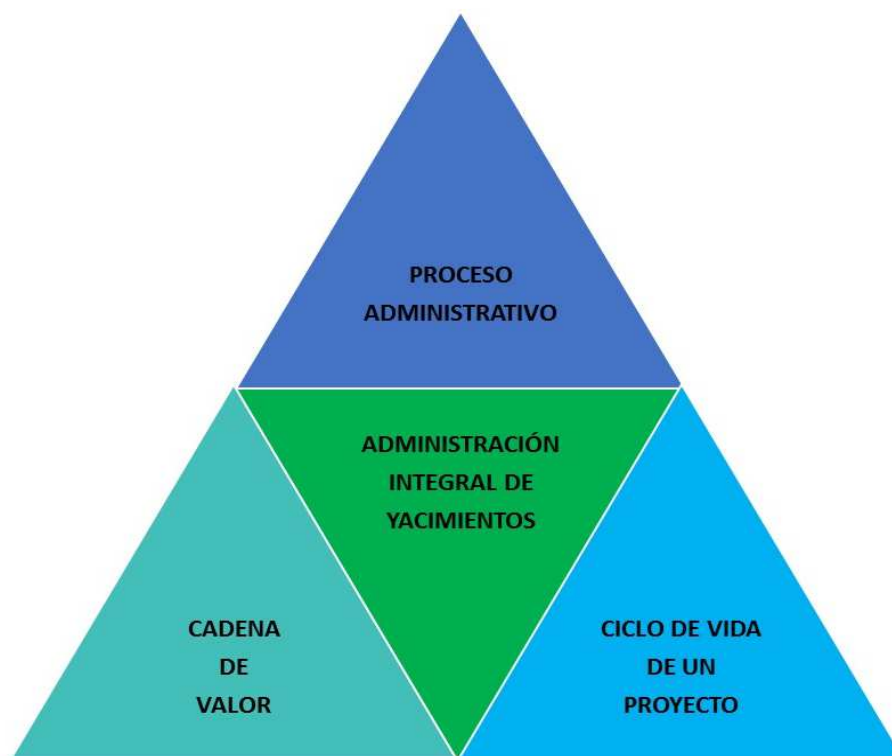 PROCESO
ADMINISTRATIVO
ADMINISTRACIÓN
INTEGRAL DE
YACIMIENTOS
CADENA
DE
VALOR
CICLO DE VIDA
DE UN
PROYECTO